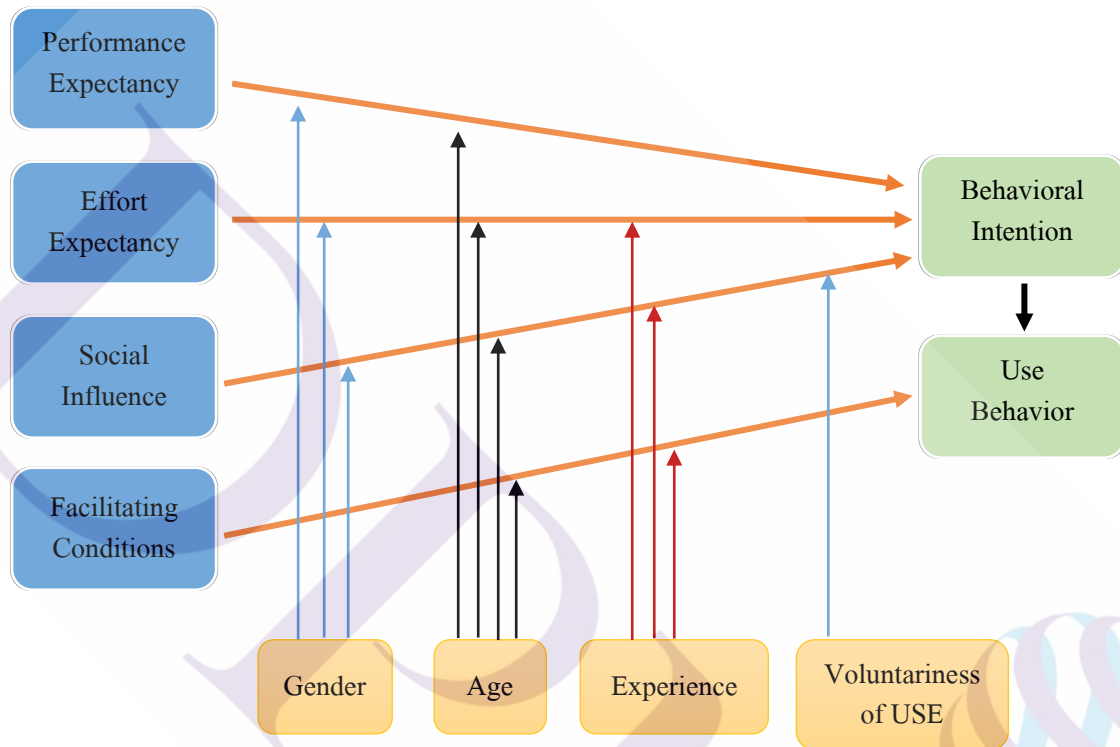 Performance
Expectancy
Effort
Expectancy
Social
Influence
Facilitating
Conditions
Behavioral
Intention
Use
Behavior
Gender
Age
Experience
Voluntariness
of USE